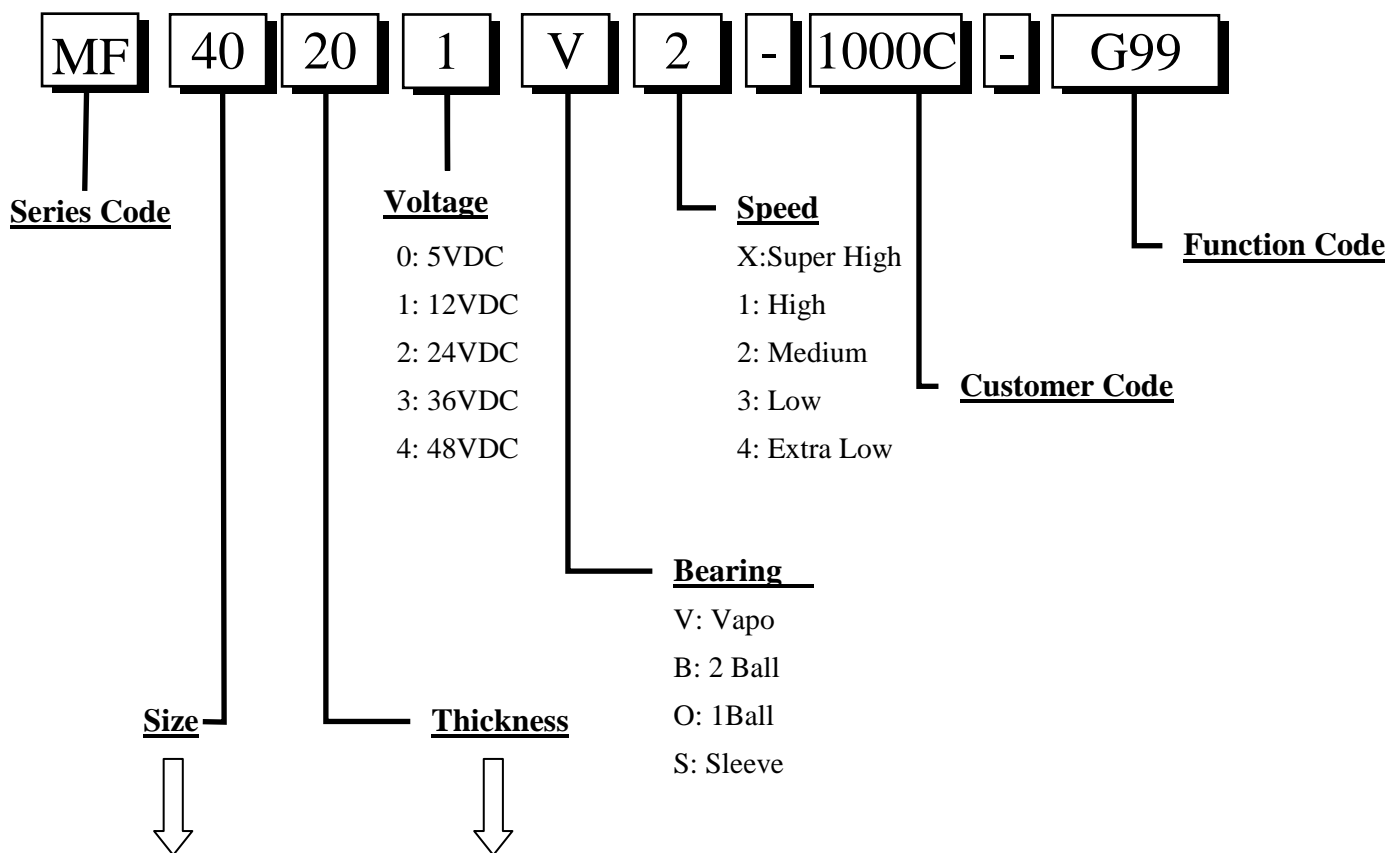 MF 40 20 1 V 2 - 1000C - G99
Series Code
Voltage
0: 5VDC
1: 12VDC
2: 24VDC
3: 36VDC
4: 48VDC
Speed
X:Super High
1: High
2: Medium
3: Low
4: Extra Low
Function Code
Customer Code
Bearing
V: Vapo
B: 2 Ball
O: 1Ball
S: Sleeve
Size
Thickness